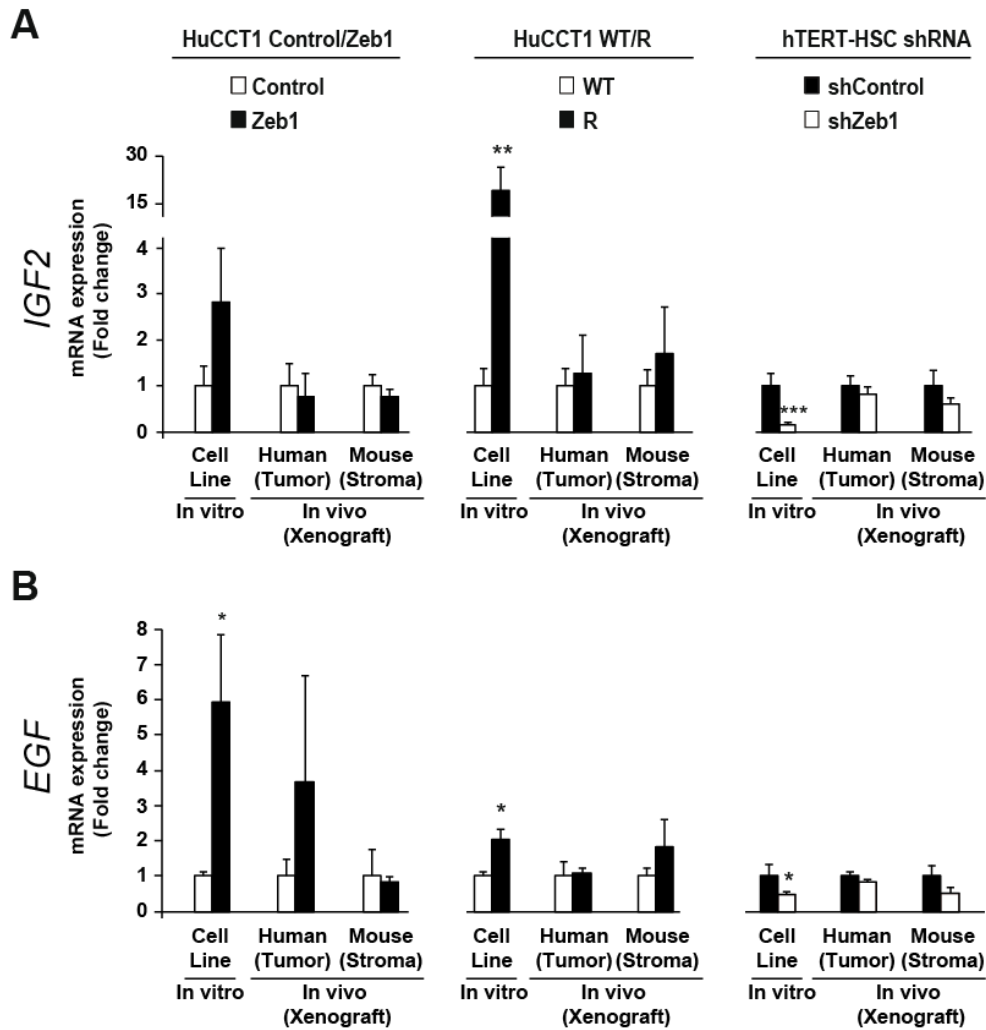 A
HuCCT1 Control/Zeb1
HuCCT1 WT/R
hTERT-HSC shRNA
Control
Zeb1
WT
R
shControl
shZeb1
IGF2
mRNA expression
(Fold change)
30
15
4
3
2
1
0
**
***
Cell
Line
Human
(Tumor)
Mouse
(Stroma)
In vitro
In vivo
(Xenograft)
Cell
Line
Human
(Tumor)
Mouse
(Stroma)
In vitro
In vivo
(Xenograft)
Cell
Line
Human
(Tumor)
Mouse
(Stroma)
In vitro
In vivo
(Xenograft)
B
EGF
mRNA expression
(Fold change)
8
7
6
5
4
3
2
1
0
*
*
*
Cell
Line
Human
(Tumor)
Mouse
(Stroma)
In vitro
In vivo
(Xenograft)
Cell
Line
Human
(Tumor)
Mouse
(Stroma)
In vitro
In vivo
(Xenograft)
Cell
Line
Human
(Tumor)
Mouse
(Stroma)
In vitro
In vivo
(Xenograft)